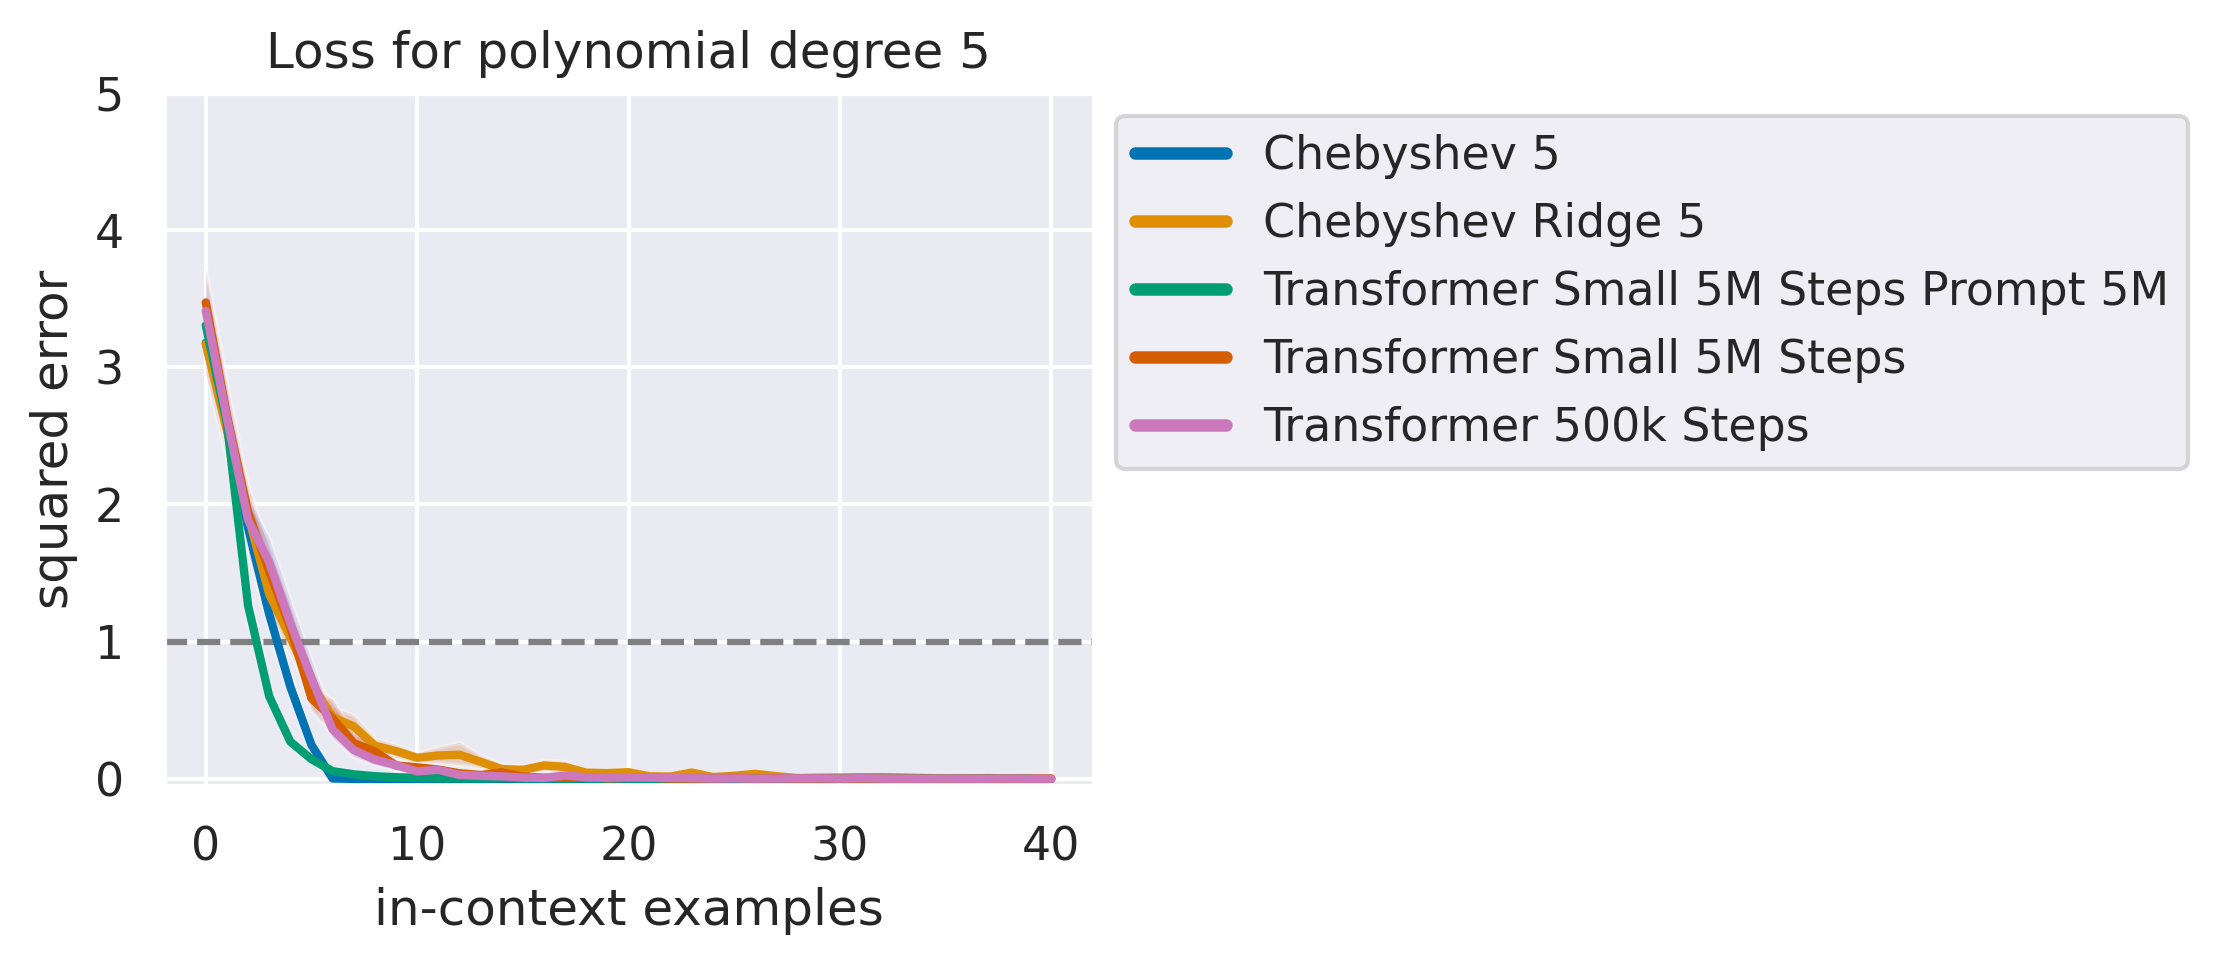 Loss for polynomial degree 5
5
4
3
2
1
0
squared error
0 10 20 30 40
in-context examples
Chebyshev 5
Chebyshev Ridge 5
Transformer Small 5M Steps Prompt 5M
Transformer Small 5M Steps
Transformer 500k Steps